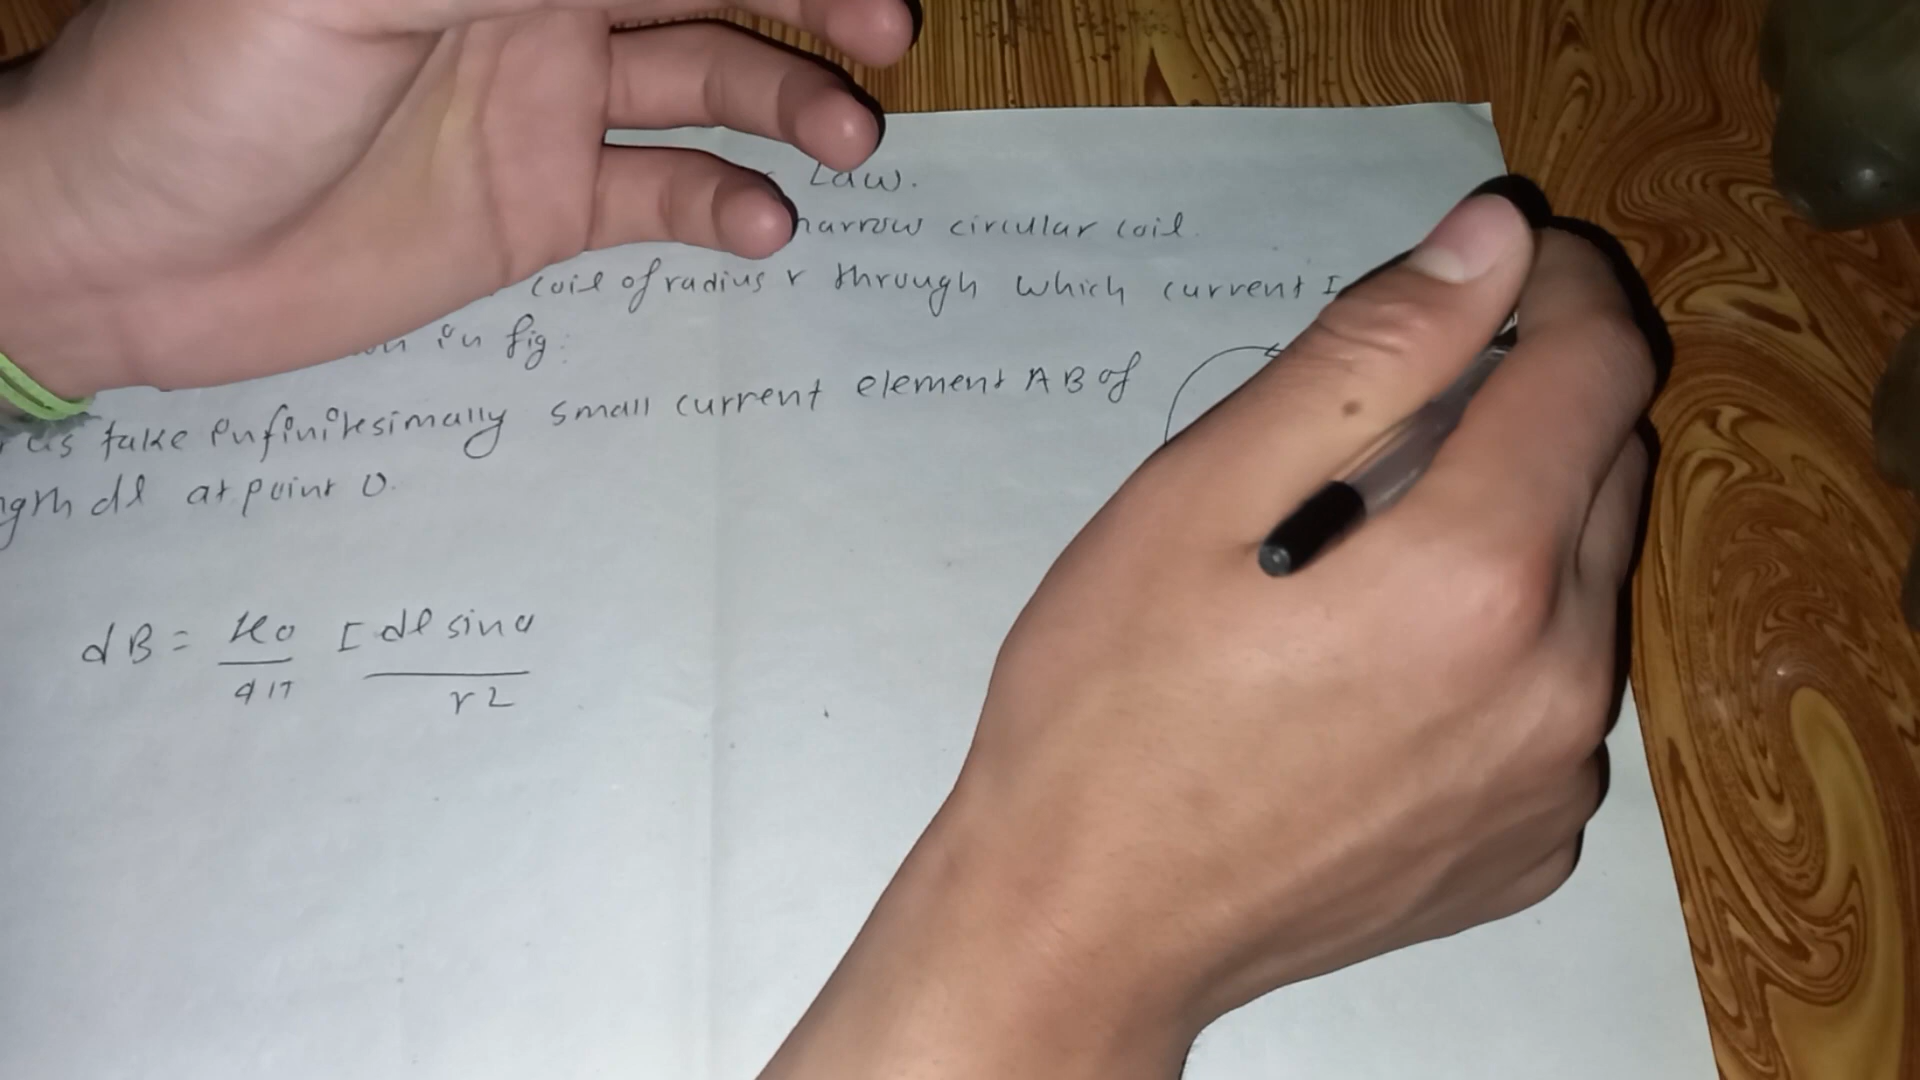 Law.
narrow circular coil.
coil of radius r through which current I
in fig:
us take infinitesimally small current element AB of
dl at point O.
dB = μo I dl sinα
4π r2